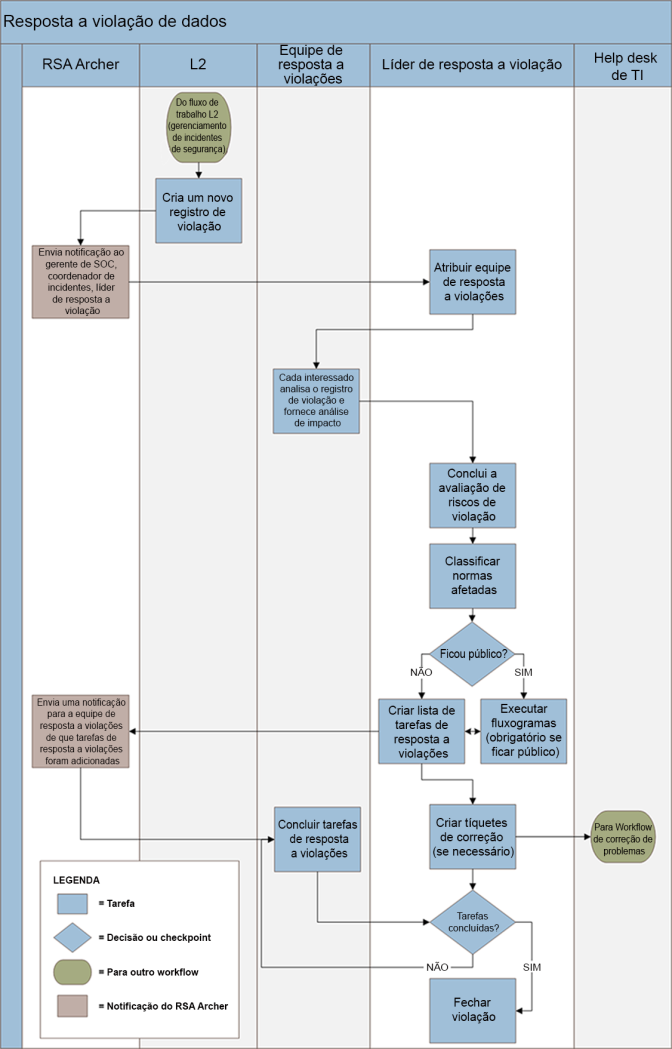 Resposta a violação de dados
RSA Archer
L2
Equipe de
resposta a
violações
Líder de resposta a violação
Help desk
de TI
Do fluxo de
trabalho L2
(gerenciamento
de incidentes
de segurança)
Cria um novo
registro de
violação
Envia notificação ao
gerente de SOC,
coordenador de
incidentes, líder
de resposta a
violação
Atribuir equipe
de resposta
a violações
Cada interessado
analisa o registro
de violação e
fornece análise
de impacto
Conclui a
avaliação de
riscos de
violação
Classificar
normas
afetadas
Ficou público?
NÃO
SIM
Envia uma notificação
para a equipe de
resposta a violações
de que tarefas de
resposta a violações
foram adicionadas
Criar lista de
tarefas de
resposta a
violações
Executar
fluxogramas
(obrigatório se
ficar público)
Concluir tarefas
de resposta
a violações
Criar tíquetes
de correção
(se necessário)
Para Workflow
de correção de
problemas
Tarefas
concluídas?
NÃO
SIM
Fechar
violação
LEGENDA
= Tarefa
= Decisão ou checkpoint
= Para outro workflow
= Notificação do RSA Archer